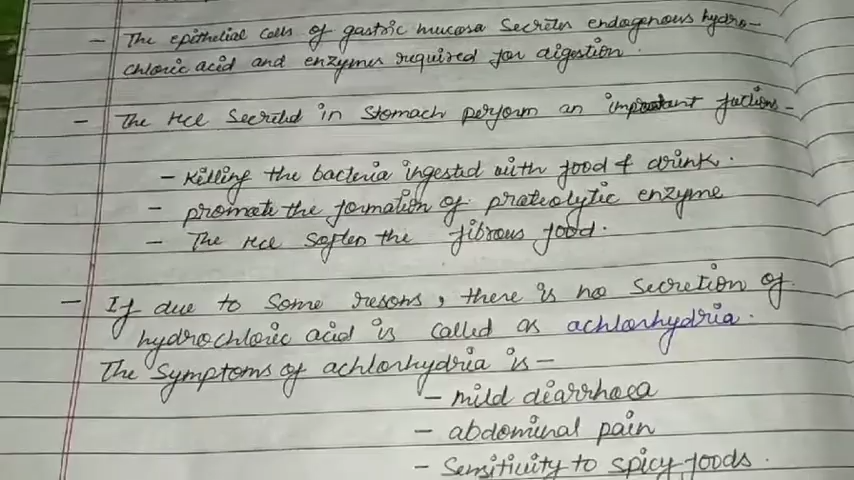 - The epithelial cells of gastric mucosa secretes endogenous hydro-
chloric acid and enzymes required for digestion.
- The HCl secreted in stomach perform an important fuctions -
- Killing the bacteria ingested with food & drink.
- promate the formation of proteolytic enzyme
- The HCl soften the fibrous food.
- If due to some resons, there is no secretion of
hydrochloric acid is called as achlorhydria.
The symptoms of achlorhydria is -
- mild diarrhoea
- abdominal pain
- sensitivity to spicy foods.